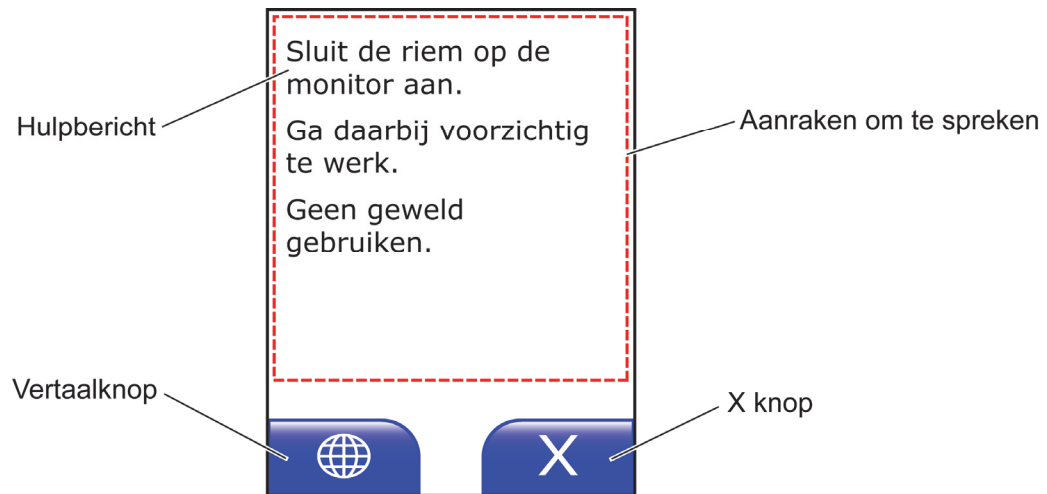 Sluit de riem op de
monitor aan.
Hulpbericht
Aanraken om te spreken
Ga daarbij voorzichtig
te werk.
Geen geweld
gebruiken.
Vertaalknop
X knop
X